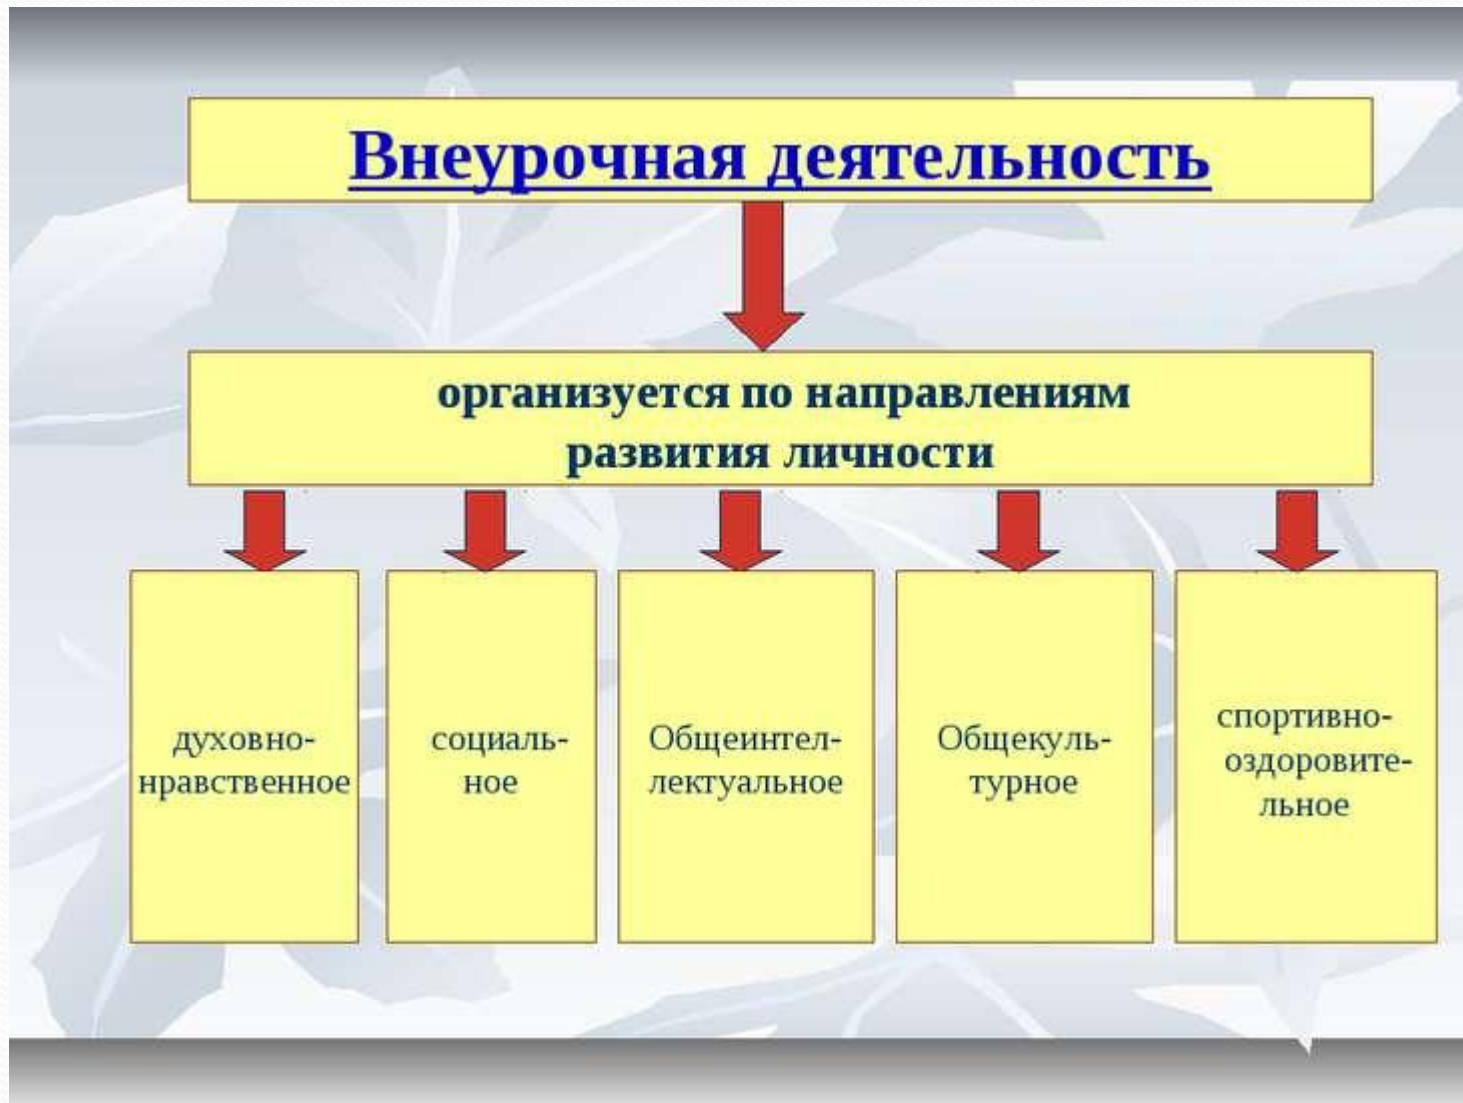 Внеурочная деятельность
организуется по направлениям
развития личности
духовно-
нравственное
социаль-
ное
Общеинтел-
лектуальное
Общекуль-
турное
спортивно-
оздоровите-
льное